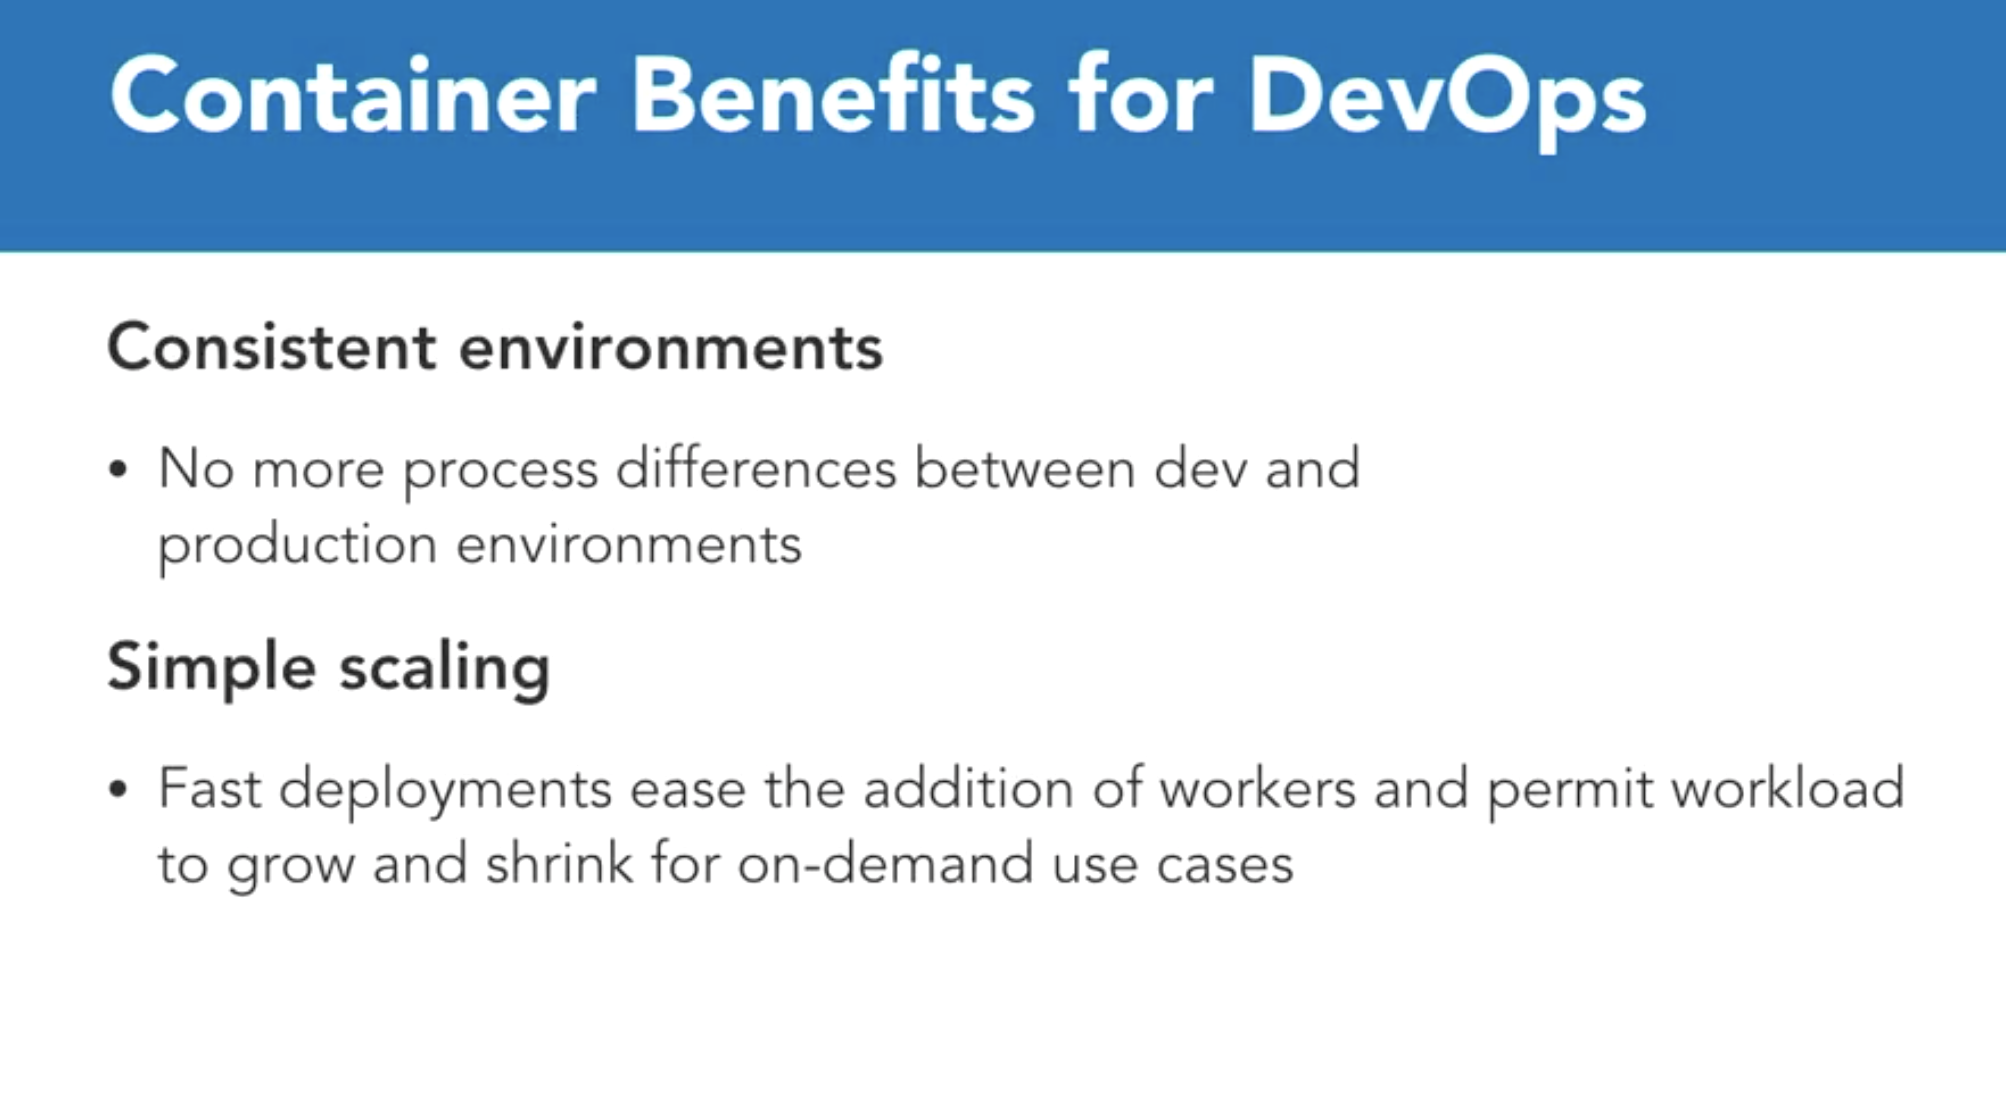 Container Benefits for DevOps
Consistent environments
• No more process differences between dev and
production environments
Simple scaling
• Fast deployments ease the addition of workers and permit workload
to grow and shrink for on-demand use cases